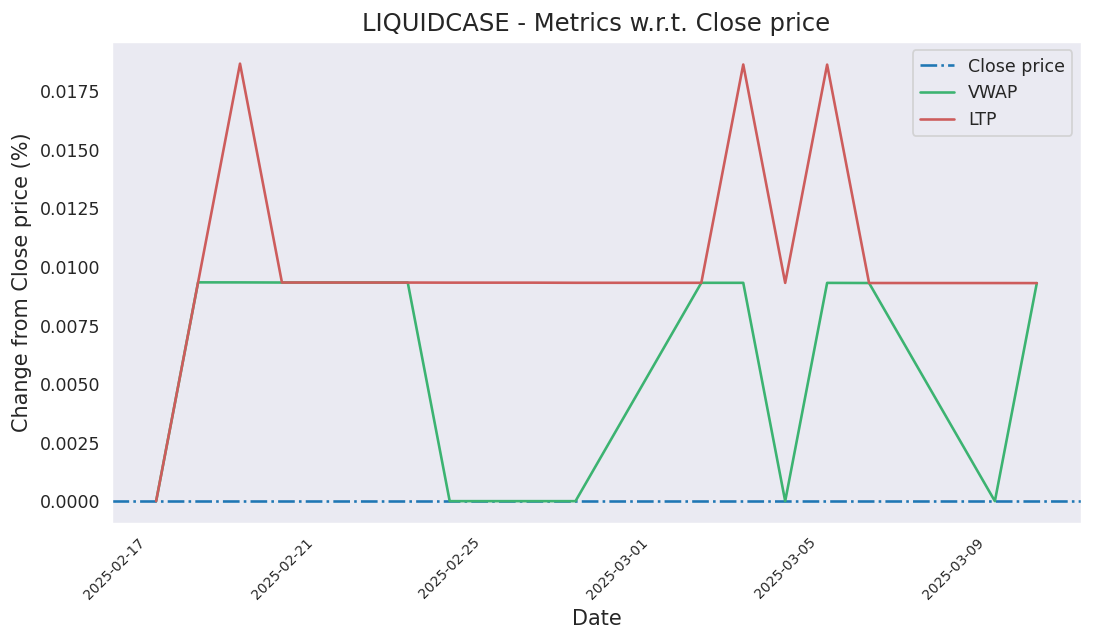 LIQUIDCASE - Metrics w.r.t. Close price
Close price
VWAP
LTP
Change from Close price (%)
0.0175
0.0150
0.0125
0.0100
0.0075
0.0050
0.0025
0.0000
2025-02-17
2025-02-21
2025-02-25
2025-03-01
2025-03-05
2025-03-09
Date